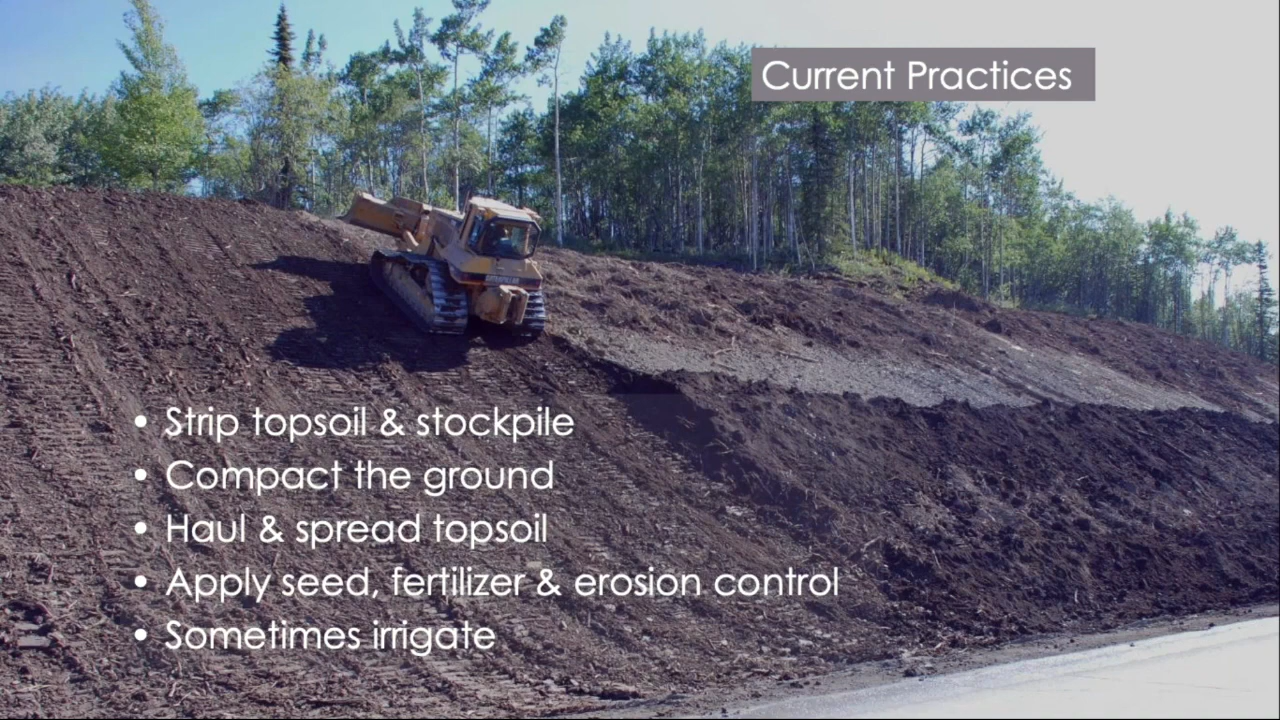 Current Practices
• Strip topsoil & stockpile
• Compact the ground
• Haul & spread topsoil
• Apply seed, fertilizer & erosion control
• Sometimes irrigate